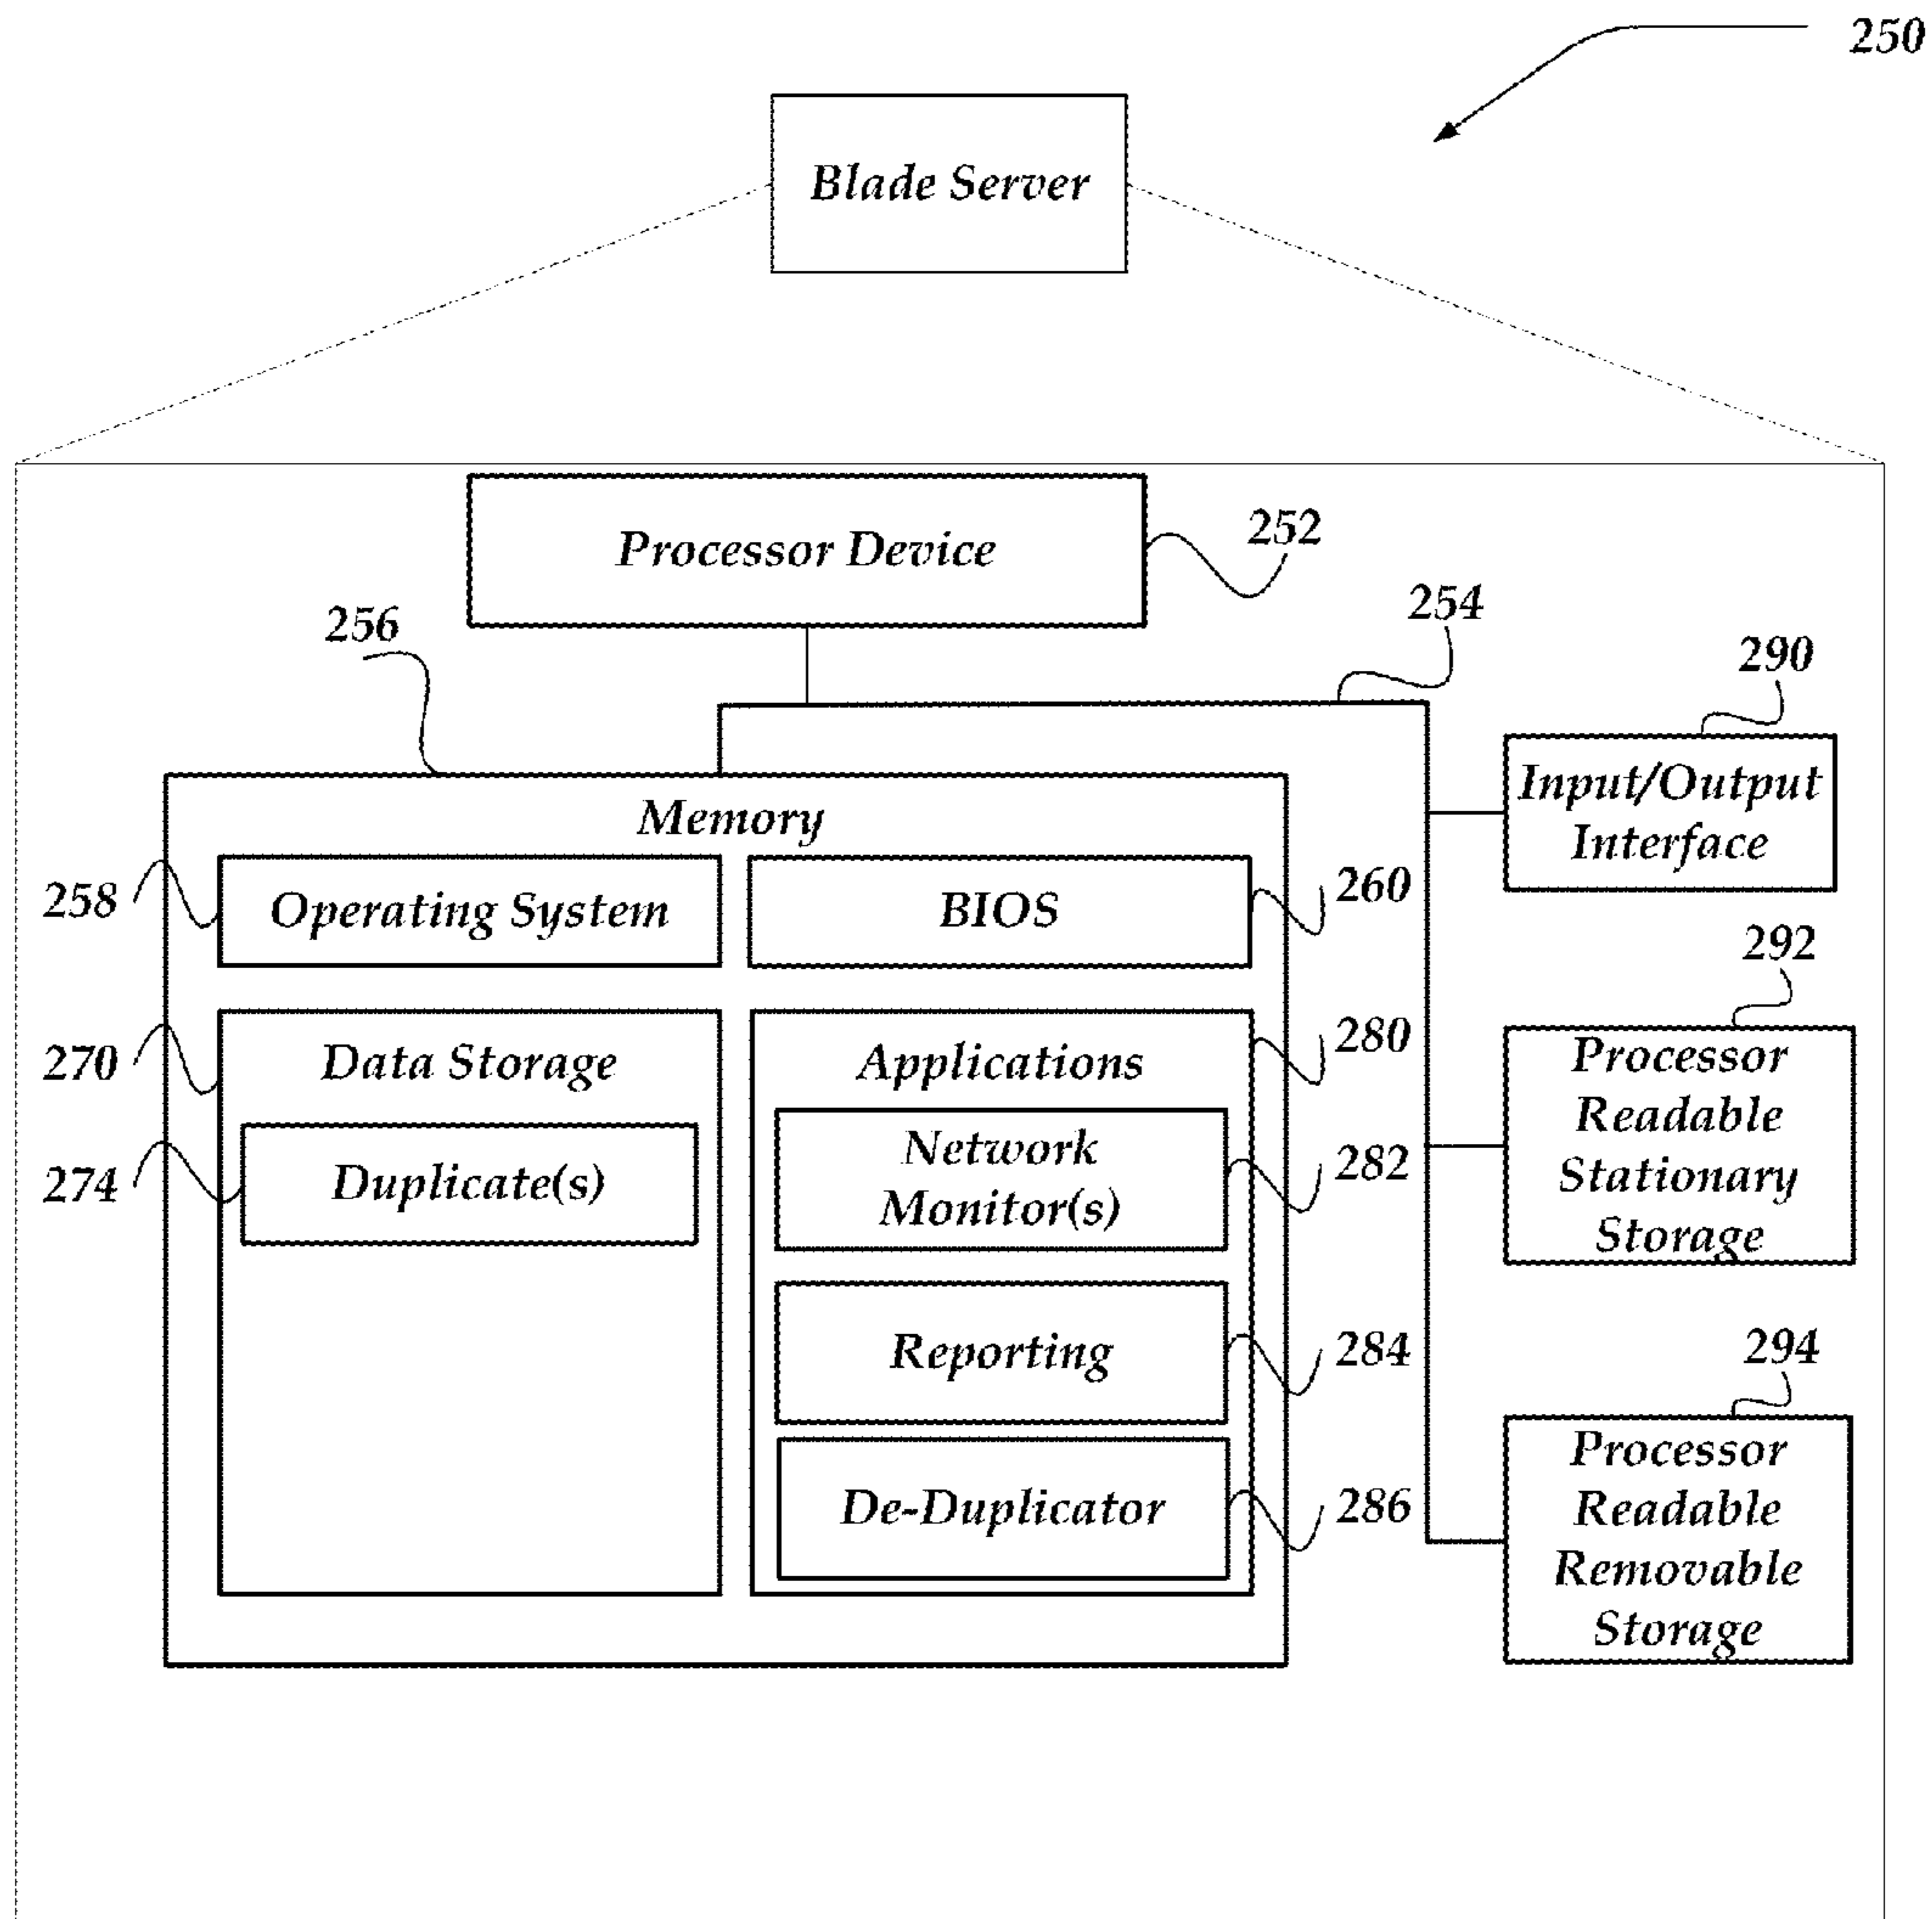 250
Blade Server
Processor Device
252
256
254
290
Input/Output
Interface
Memory
258
Operating System
BIOS
260
292
Processor
Readable
Stationary
Storage
270
Data Storage
Applications
280
274
Duplicate(s)
Network
Monitor(s)
282
Reporting
284
294
Processor
Readable
Removable
Storage
De-Duplicator
286